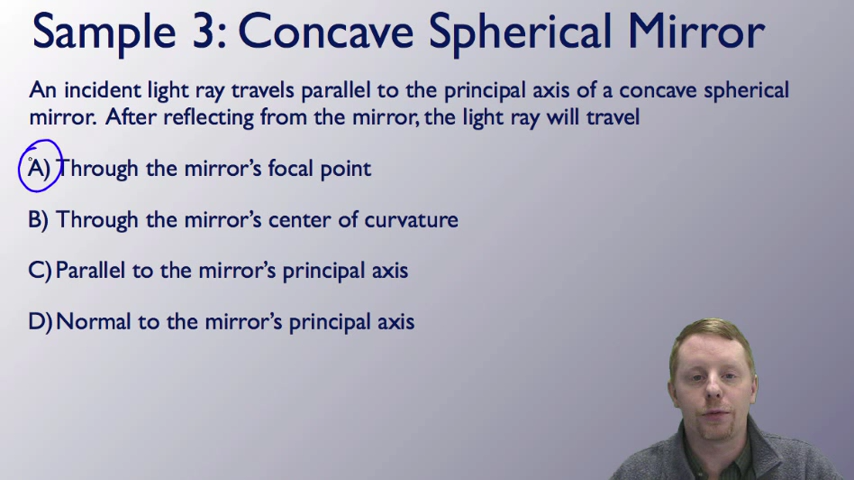 Sample 3: Concave Spherical Mirror
An incident light ray travels parallel to the principal axis of a concave spherical
mirror. After reflecting from the mirror, the light ray will travel
A) Through the mirror's focal point
B) Through the mirror's center of curvature
C) Parallel to the mirror's principal axis
D) Normal to the mirror's principal axis